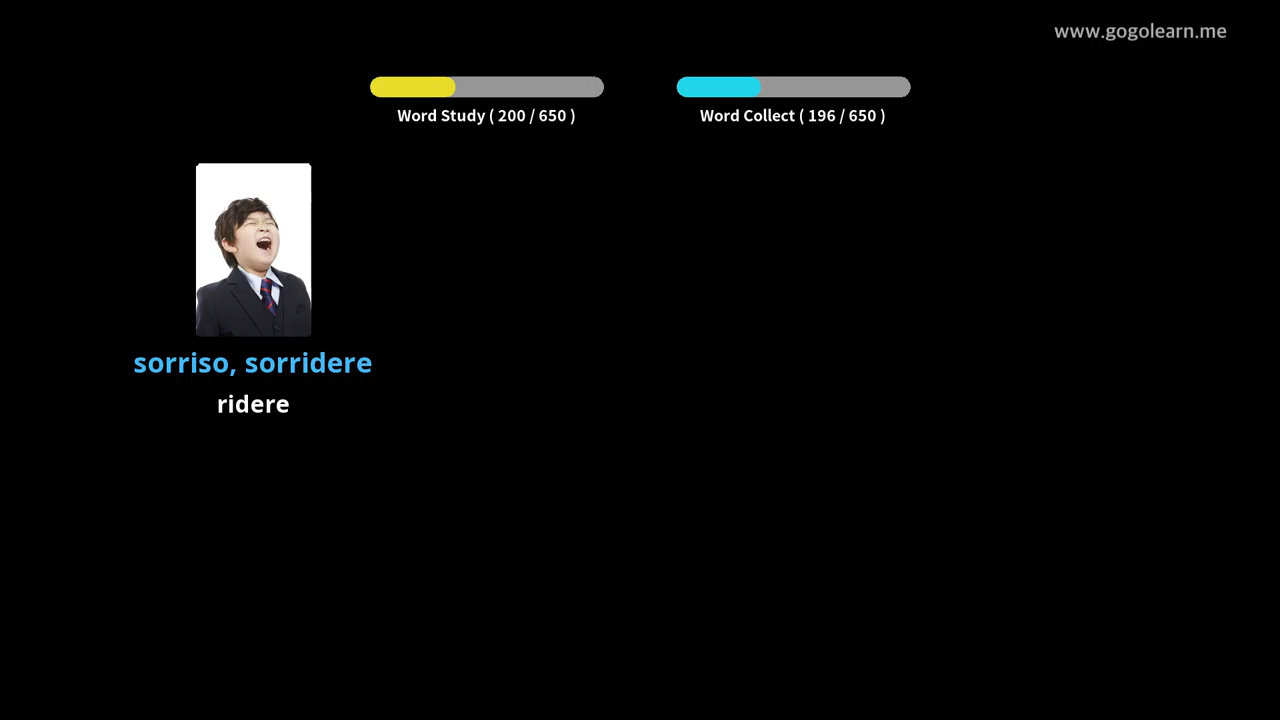 www.gogolearn.me
Word Study ( 200 / 650 )
Word Collect ( 196 / 650 )
sorriso, sorridere
ridere